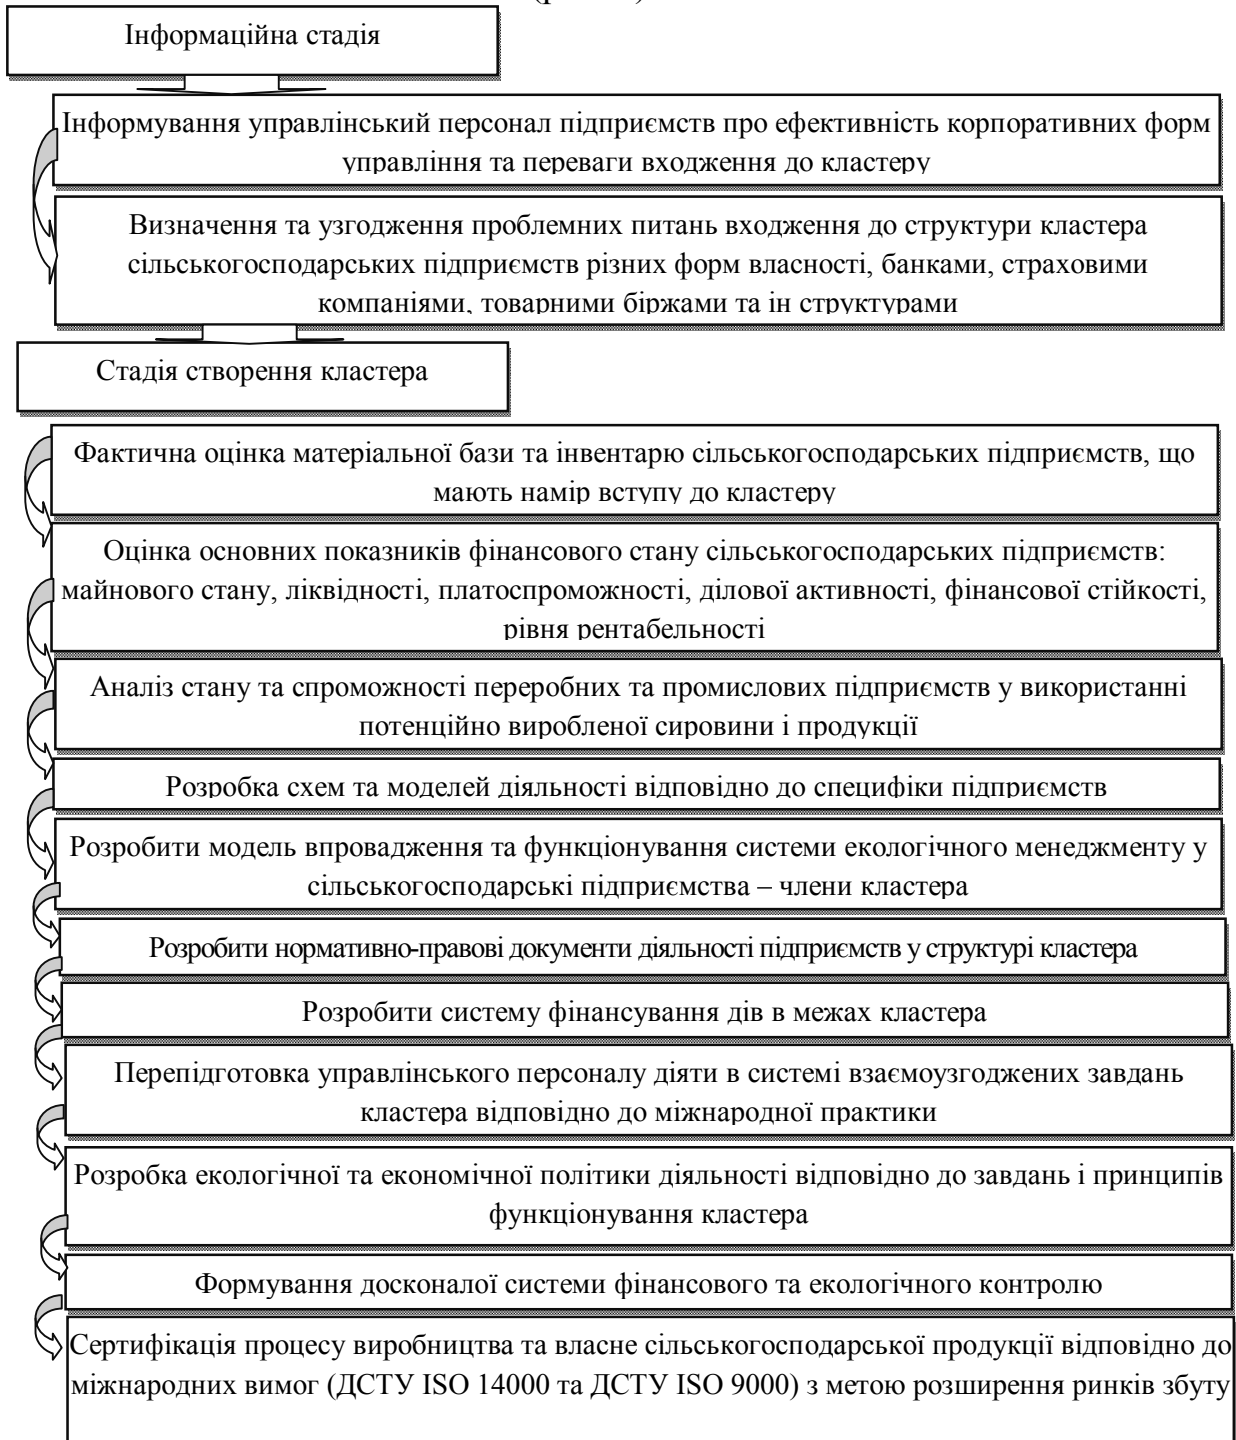 Інформаційна стадія
Інформування управлінський персонал підприємств про ефективність корпоративних форм
управління та переваги входження до кластеру
Визначення та узгодження проблемних питань входження до структури кластера
сільськогосподарських підприємств різних форм власності, банками, страховими
компаніями, товарними біржами та ін структурами
Стадія створення кластера
Фактична оцінка матеріальної бази та інвентарю сільськогосподарських підприємств, що
мають намір вступу до кластеру
Оцінка основних показників фінансового стану сільськогосподарських підприємств:
майнового стану, ліквідності, платоспроможності, ділової активності, фінансової стійкості,
рівня рентабельності
Аналіз стану та спроможності переробних та промислових підприємств у використанні
потенційно виробленої сировини і продукції
Розробка схем та моделей діяльності відповідно до специфіки підприємств
Розробити модель впровадження та функціонування системи екологічного менеджменту у
сільськогосподарські підприємства – члени кластера
Розробити нормативно-правові документи діяльності підприємств у структурі кластера
Розробити систему фінансування дів в межах кластера
Перепідготовка управлінського персоналу діяти в системі взаємоузгоджених завдань
кластера відповідно до міжнародної практики
Розробка екологічної та економічної політики діяльності відповідно до завдань і принципів
функціонування кластера
Формування досконалої системи фінансового та екологічного контролю
Сертифікація процесу виробництва та власне сільськогосподарської продукції відповідно до
міжнародних вимог (ДСТУ ISO 14000 та ДСТУ ISO 9000) з метою розширення ринків збуту